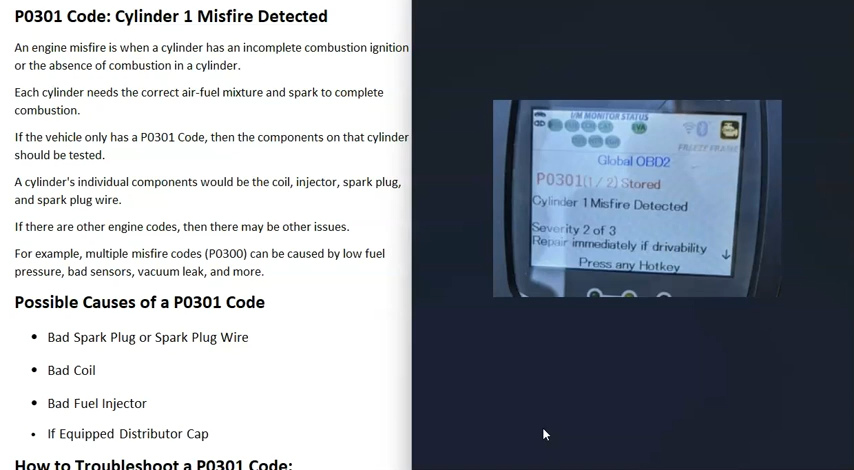 P0301 Code: Cylinder 1 Misfire Detected
An engine misfire is when a cylinder has an incomplete combustion ignition
or the absence of combustion in a cylinder.
Each cylinder needs the correct air-fuel mixture and spark to complete
combustion.
If the vehicle only has a P0301 Code, then the components on that cylinder
should be tested.
A cylinder's individual components would be the coil, injector, spark plug,
and spark plug wire.
If there are other engine codes, then there may be other issues.
For example, multiple misfire codes (P0300) can be caused by low fuel
pressure, bad sensors, vacuum leak, and more.
Possible Causes of a P0301 Code
Bad Spark Plug or Spark Plug Wire
Bad Coil
Bad Fuel Injector
If Equipped Distributor Cap
How to Troubleshoot a P0301 Code:
I/M MONITOR STATUS
FREEZE FRAME
Global OBD2
P0301(1/2) Stored
Cylinder 1 Misfire Detected
Severity 2 of 3
Repair immediately if drivability
Press any Hotkey